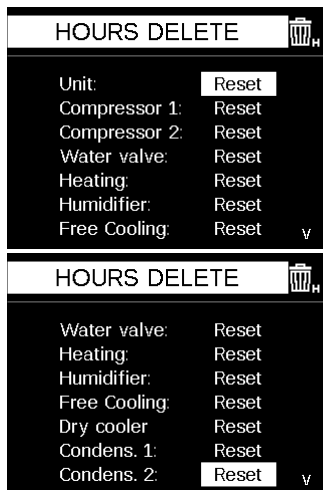 HOURS DELETE
H
Unit: Reset
Compressor 1: Reset
Compressor 2: Reset
Water valve: Reset
Heating: Reset
Humidifier: Reset
Free Cooling: Reset
v
HOURS DELETE
H
Water valve: Reset
Heating: Reset
Humidifier: Reset
Free Cooling: Reset
Dry cooler Reset
Condens. 1: Reset
Condens. 2: Reset
v